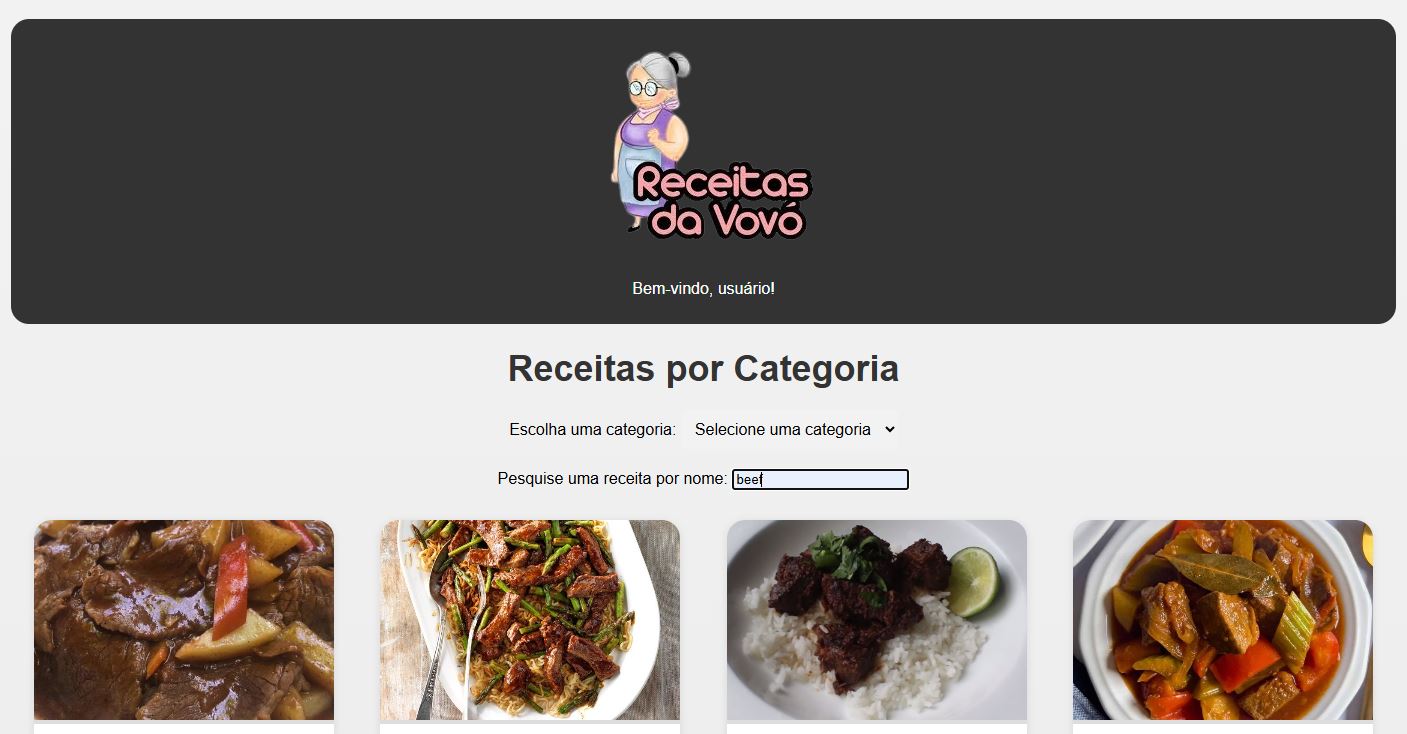 Receitas
da Vovó
Bem-vindo, usuário!
Receitas por Categoria
Escolha uma categoria: Selecione uma categoria
Pesquise uma receita por nome: beef